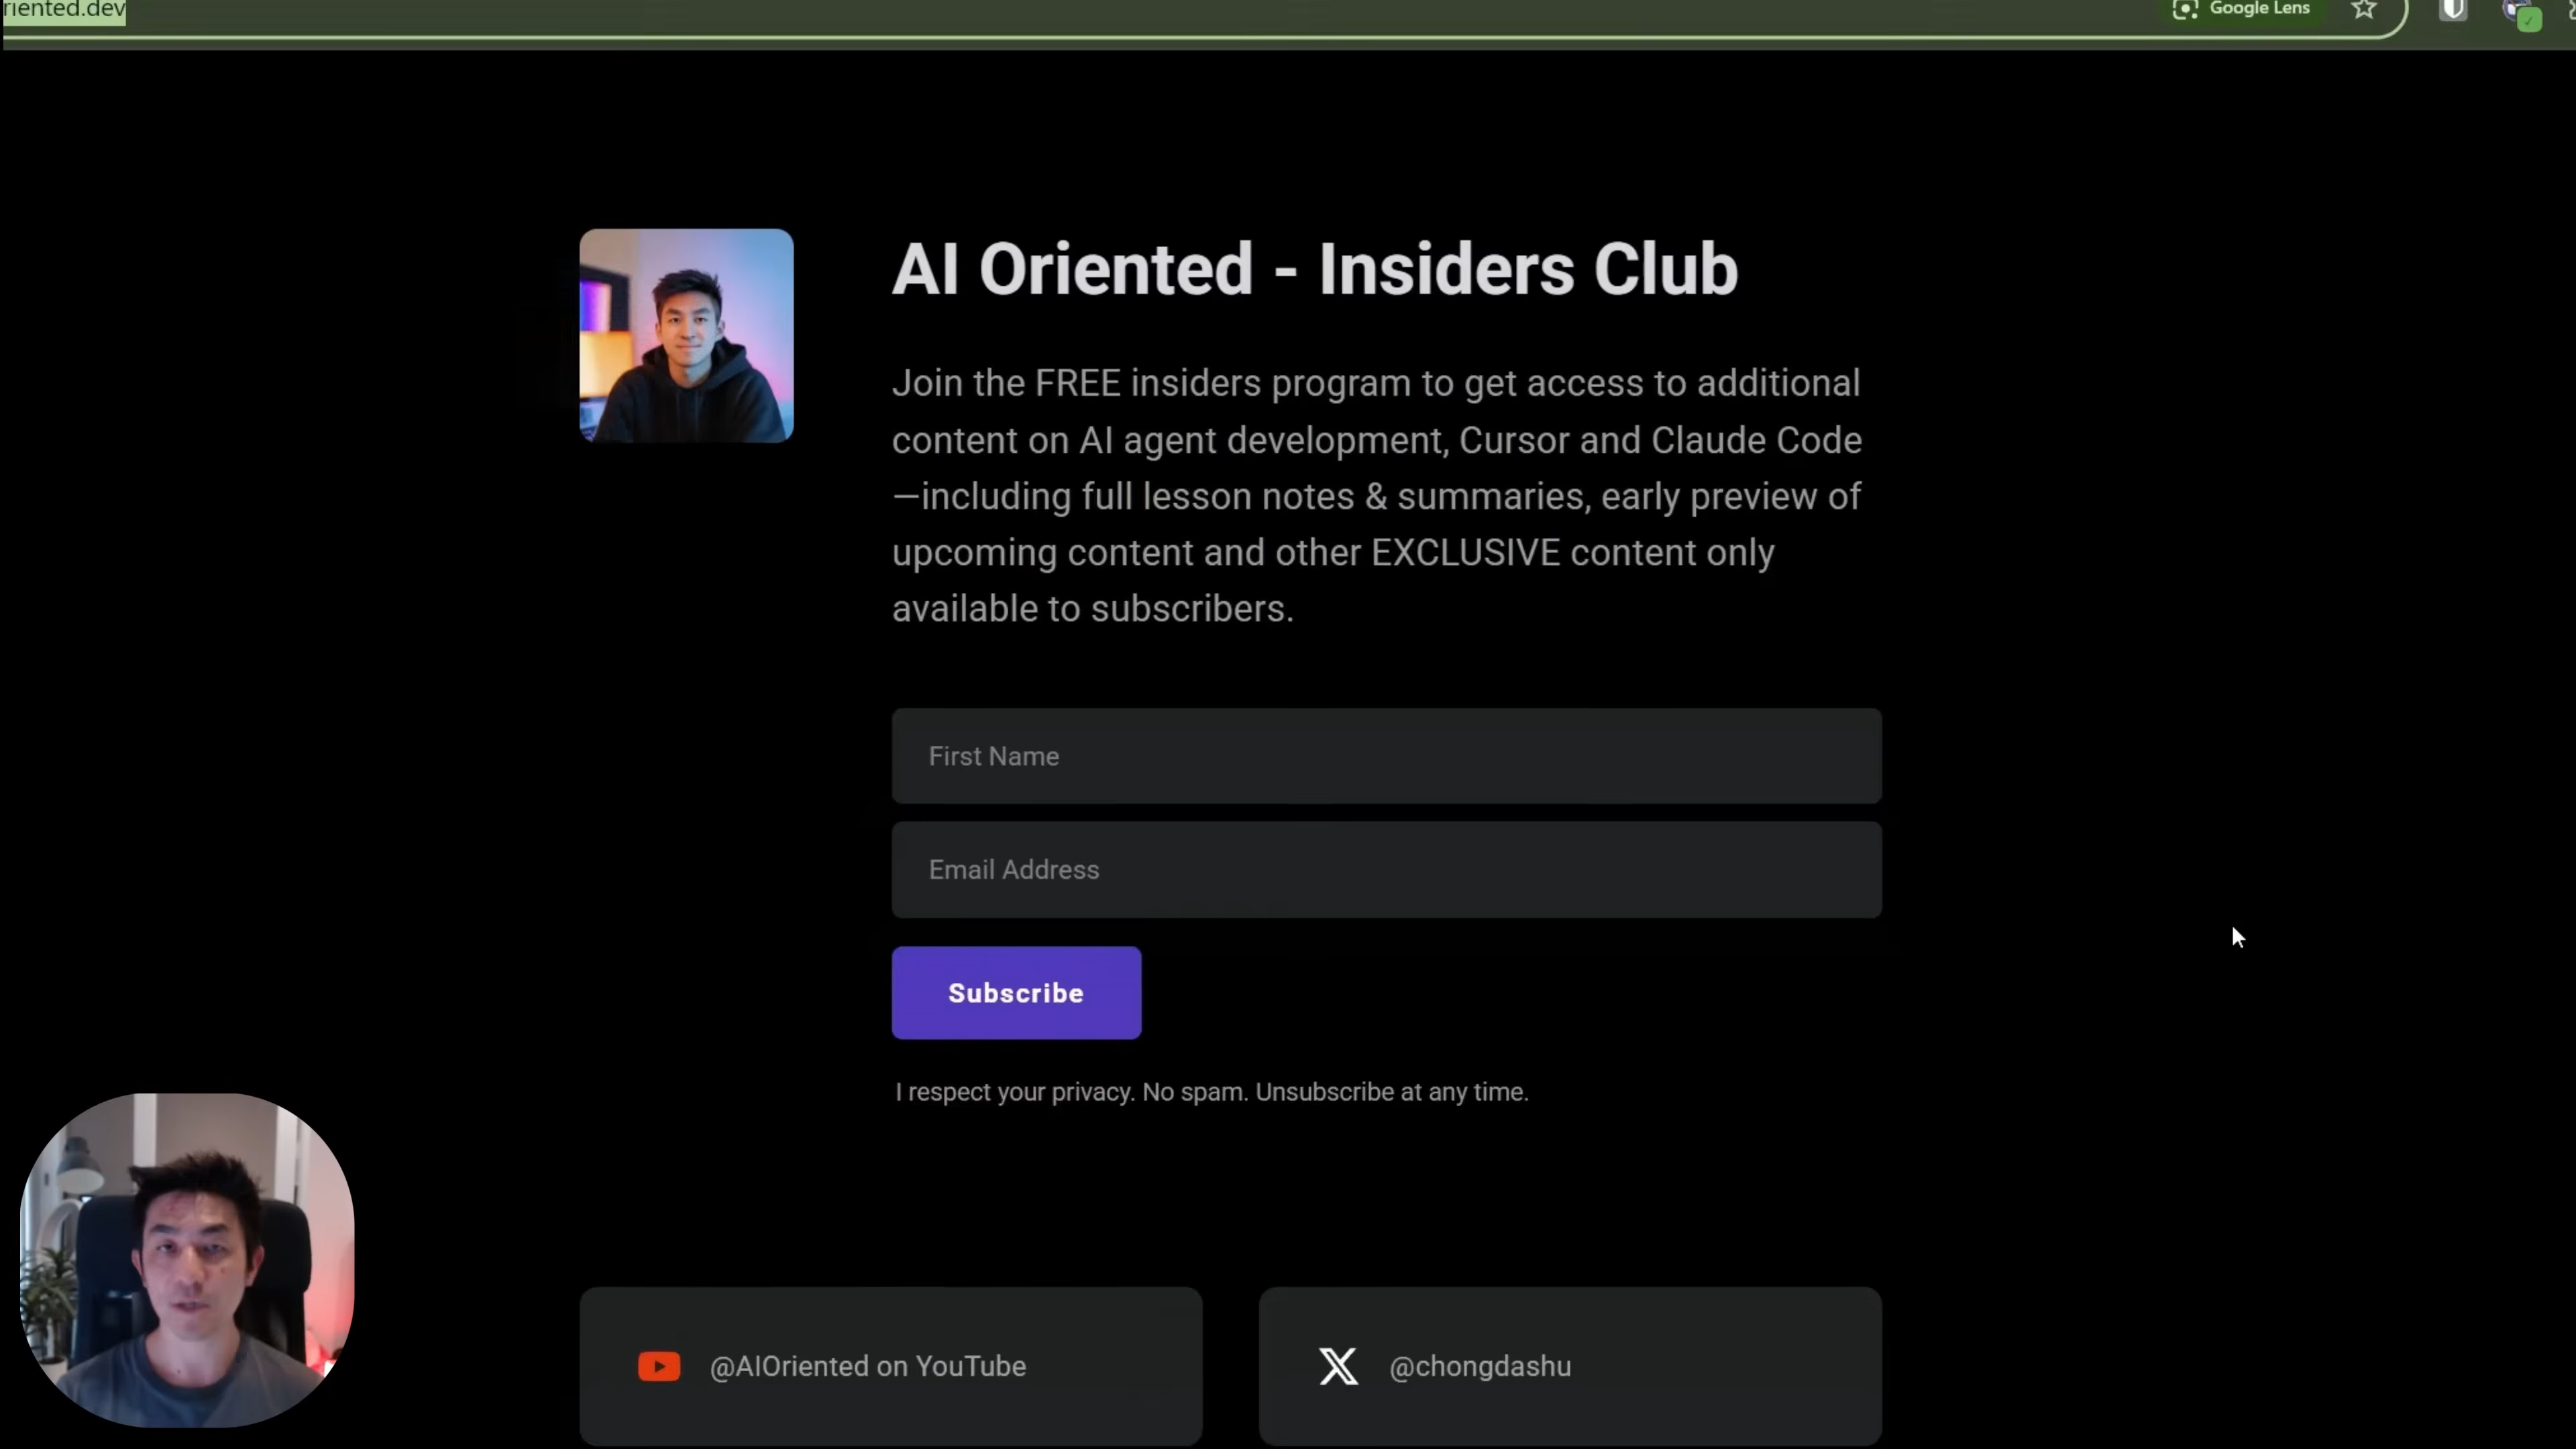 riented.dev
Google Lens
AI Oriented - Insiders Club
Join the FREE insiders program to get access to additional
content on AI agent development, Cursor and Claude Code
—including full lesson notes & summaries, early preview of
upcoming content and other EXCLUSIVE content only
available to subscribers.
First Name
Email Address
Subscribe
I respect your privacy. No spam. Unsubscribe at any time.
@AIOriented on YouTube
@chongdashu